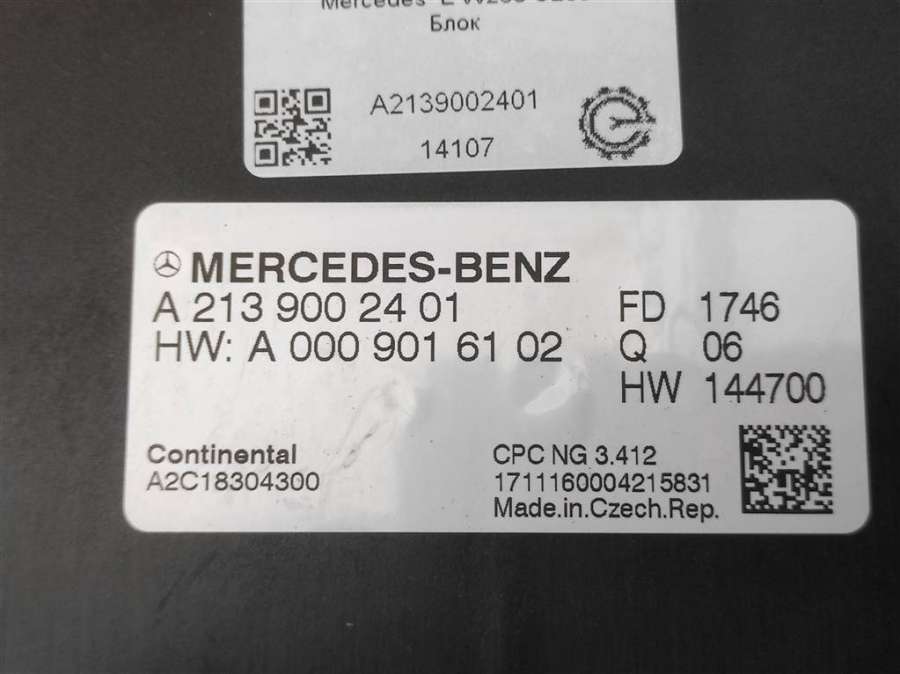 Mercedes
Блок
A2139002401
14107
MERCEDES-BENZ
A 213 900 24 01 FD 1746
HW: A 000 901 61 02 Q 06
HW 144700
Continental CPC NG 3.412
A2C18304300 1711160004215831
Made.in.Czech.Rep.